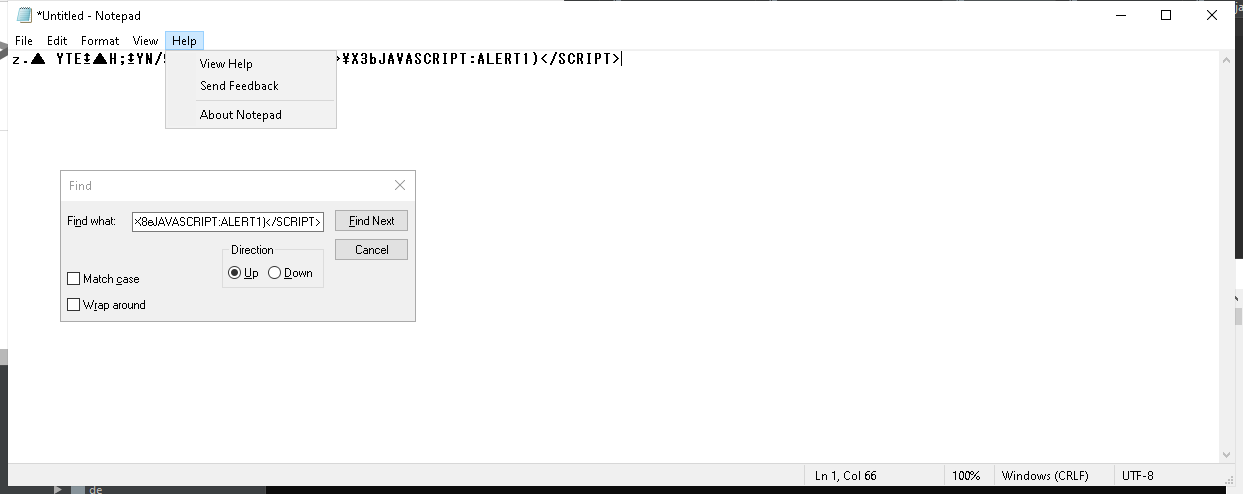 *Untitled - Notepad
File Edit Format View Help
z.▲ YTE‡▲H;‡YN/ >¥X3bJAVASCRIPT:ALERT1)</SCRIPT>
View Help
Send Feedback
About Notepad
Find
Find what: X8eJAVASCRIPT:ALERT1)</SCRIPT> Find Next
Direction Cancel
Up Down
Match case
Wrap around
Ln 1, Col 66 100% Windows (CRLF) UTF-8
de
ja